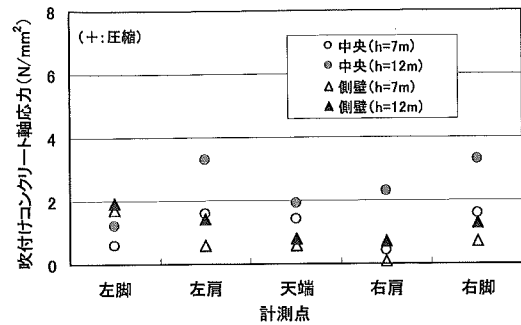 吹付けコンクリート軸応力(N/mm²)
8
6
4
2
0
(+:圧縮)
中央(h=7m)
中央(h=12m)
側壁(h=7m)
側壁(h=12m)
左脚 左肩 天端 右肩 右脚
計測点